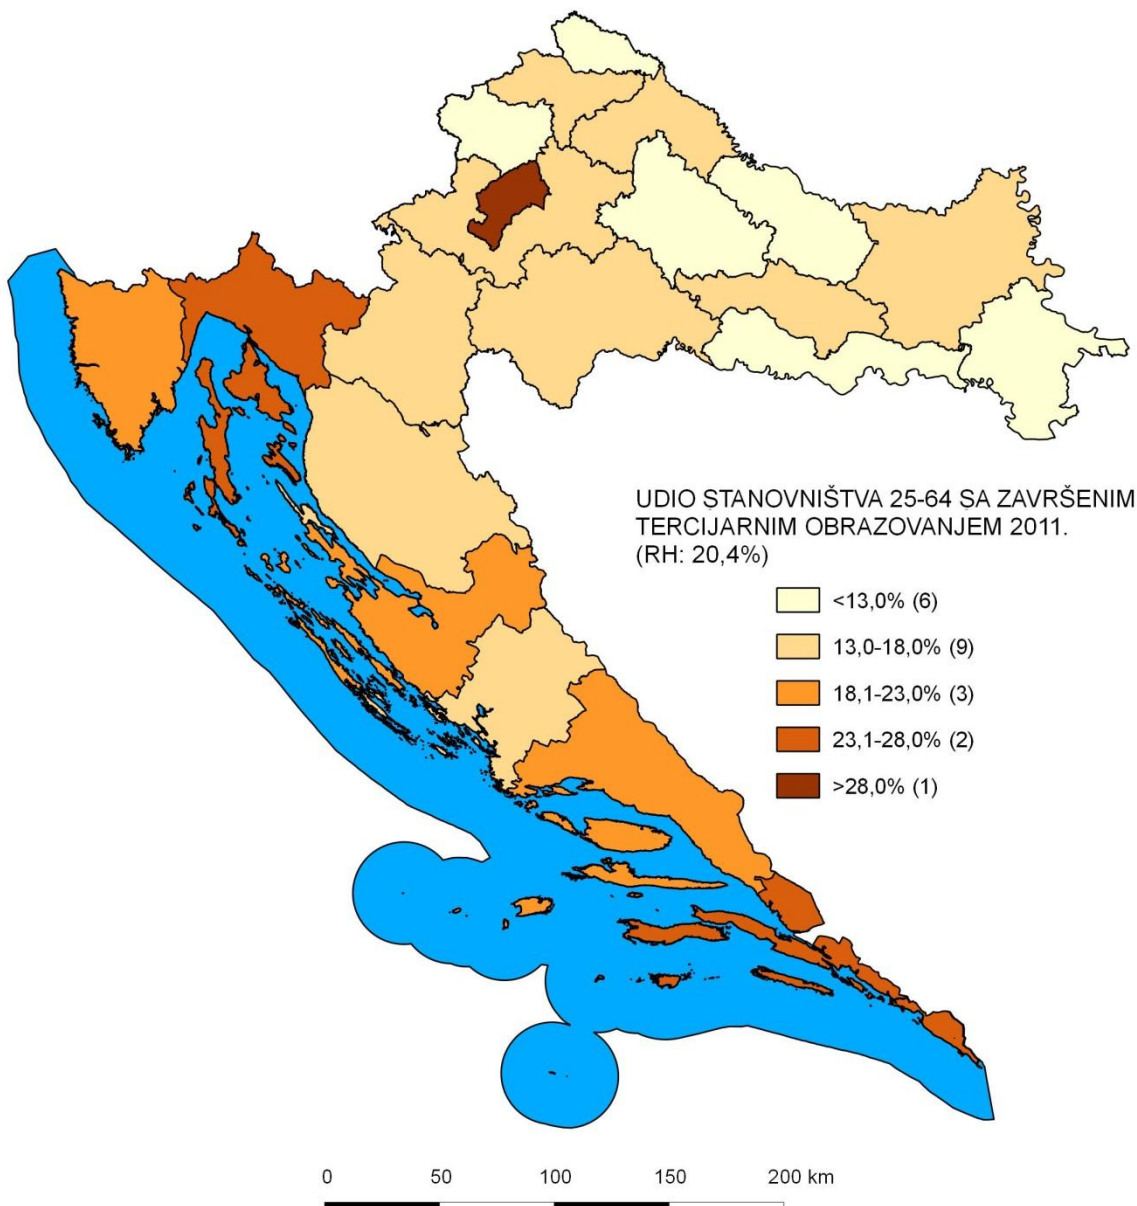 UDIO STANOVNIŠTVA 25-64 SA ZAVRŠENIM
TERCIJARNIM OBRAZOVANJEM 2011.
(RH: 20,4%)
<13,0% (6)
13,0-18,0% (9)
18,1-23,0% (3)
23,1-28,0% (2)
>28,0% (1)
0 50 100 150 200 km